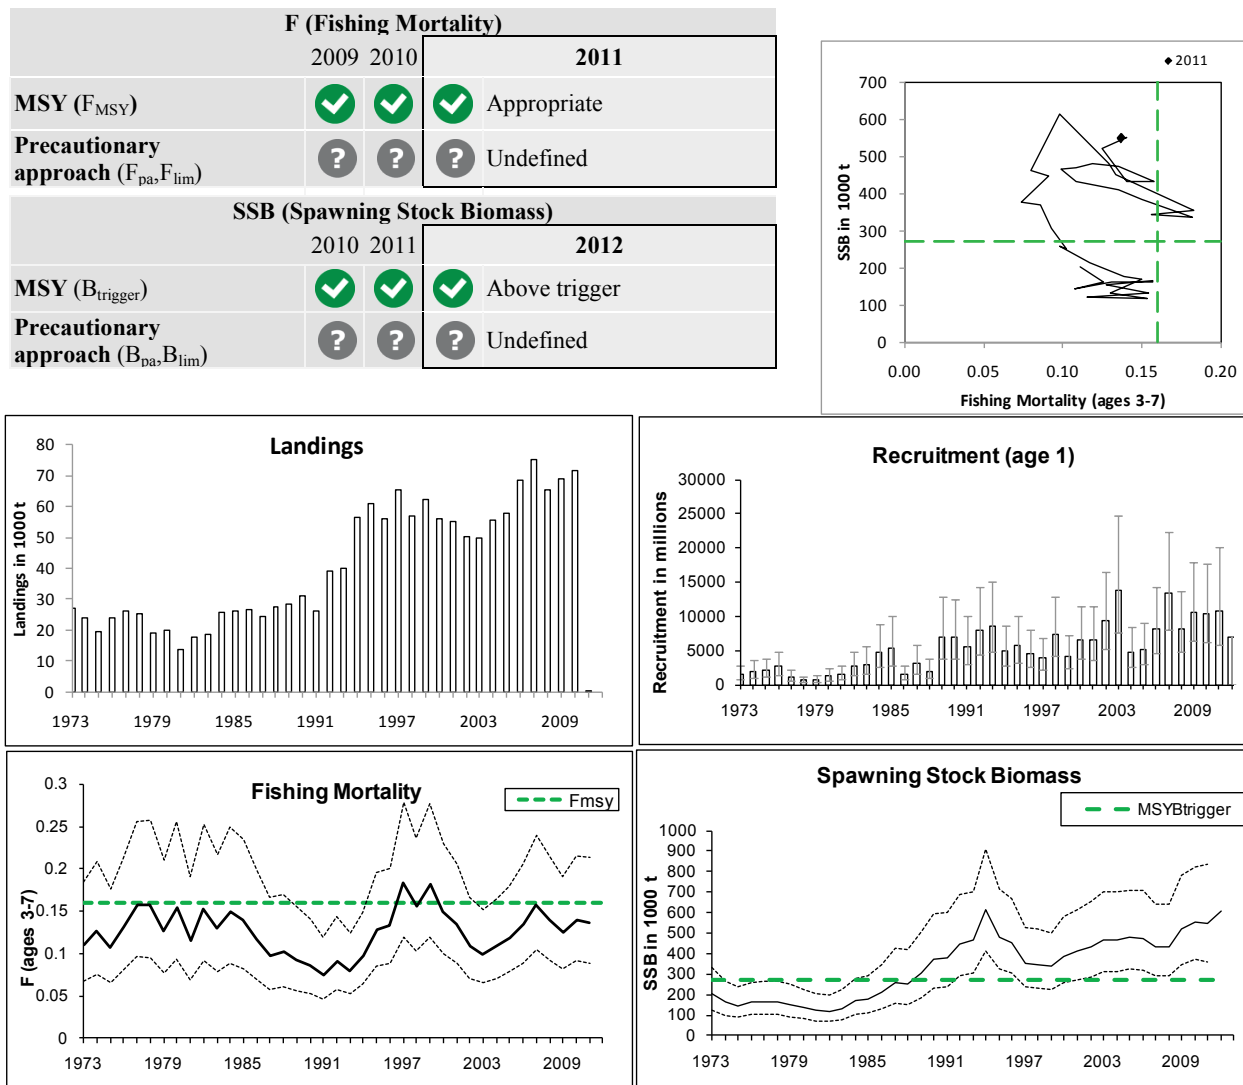 F (Fishing Mortality)
2009 2010 2011
MSY (FMSY) Appropriate
Precautionary
approach (Fpa,Flim) Undefined
SSB (Spawning Stock Biomass)
2010 2011 2012
MSY (Btrigger) Above trigger
Precautionary
approach (Bpa,Blim) Undefined
2011
700
600
500
400
300
200
100
0
SSB in 1000 t
0.00 0.05 0.10 0.15 0.20
Fishing Mortality (ages 3-7)
Landings
80
70
60
50
40
30
20
10
0
Landings in 1000 t
1973 1979 1985 1991 1997 2003 2009
Recruitment (age 1)
30000
25000
20000
15000
10000
5000
0
Recruitment in millions
1973 1979 1985 1991 1997 2003 2009
Fishing Mortality
Fmsy
0.3
0.25
0.2
0.15
0.1
0.05
0
F (ages 3-7)
1973 1979 1985 1991 1997 2003 2009
Spawning Stock Biomass
MSYBtrigger
1000
900
800
700
600
500
400
300
200
100
0
SSB in 1000 t
1973 1979 1985 1991 1997 2003 2009